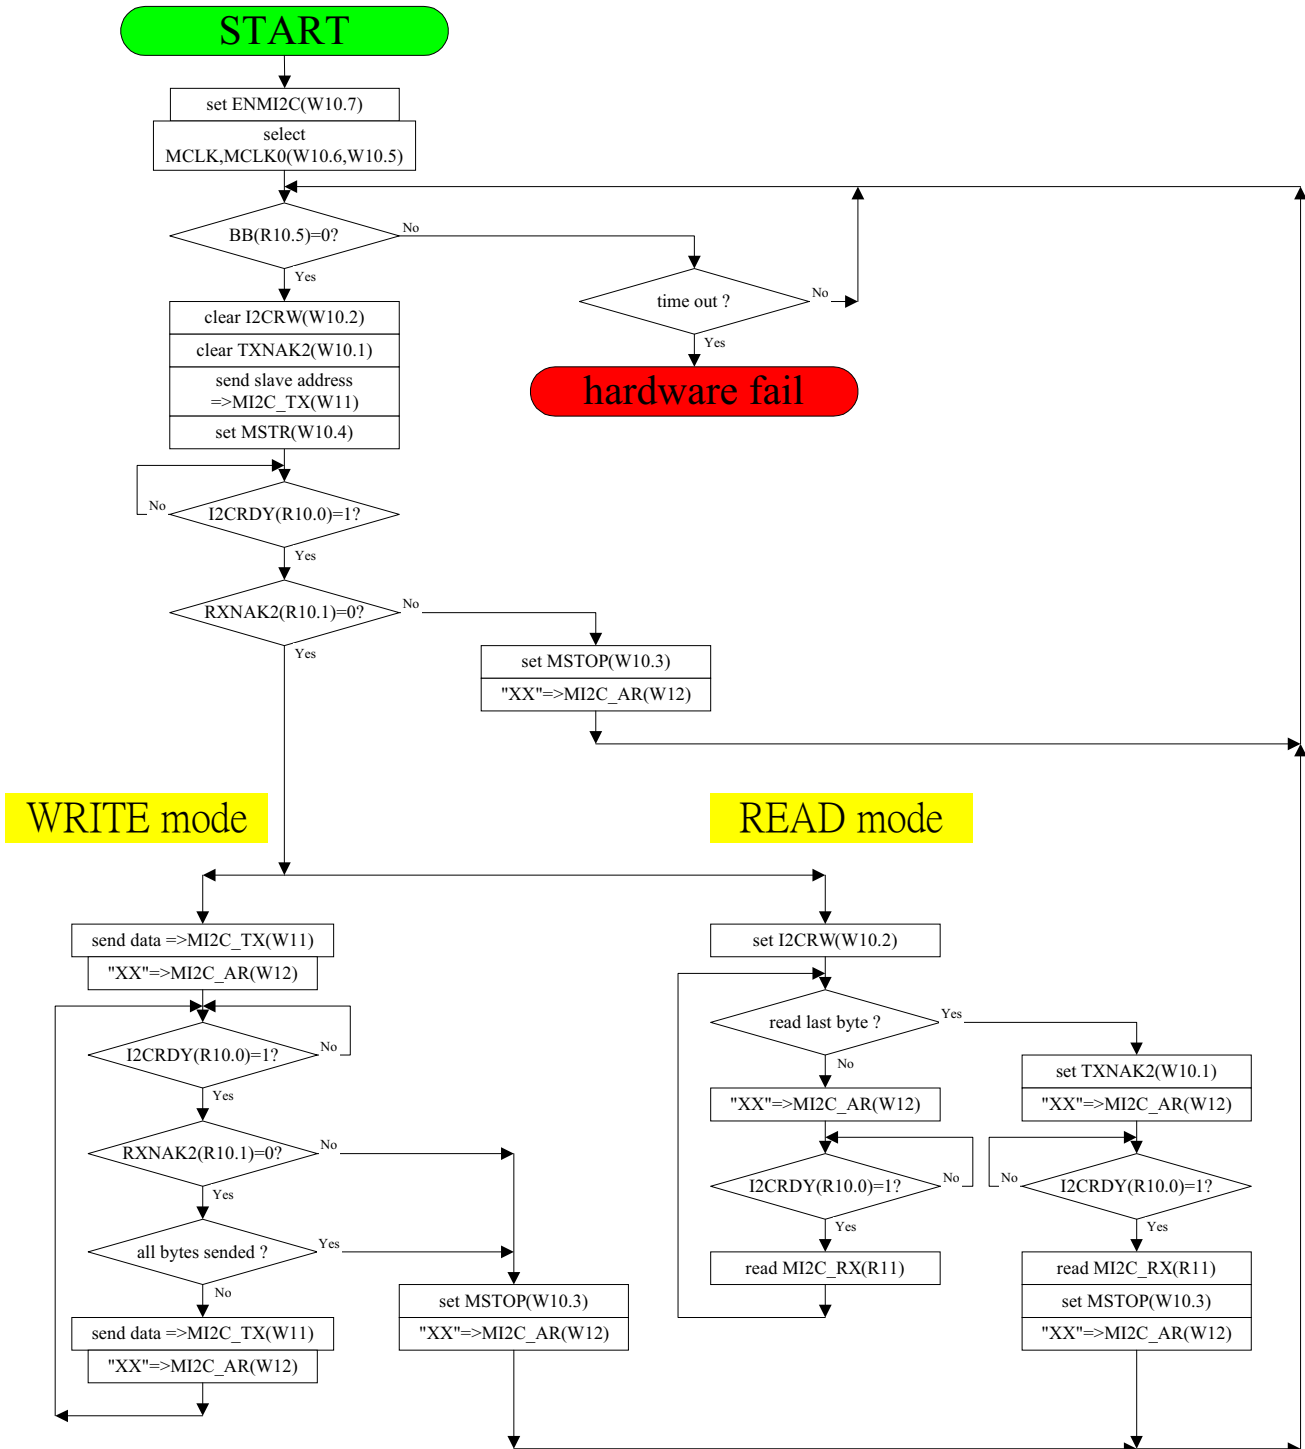 START
set ENMI2C(W10.7)
select
MCLK,MCLK0(W10.6,W10.5)
BB(R10.5)=0?
No
Yes
time out ?
No
Yes
hardware fail
clear I2CRW(W10.2)
clear TXNAK2(W10.1)
send slave address
=>MI2C_TX(W11)
set MSTR(W10.4)
I2CRDY(R10.0)=1?
No
Yes
RXNAK2(R10.1)=0?
No
Yes
set MSTOP(W10.3)
"XX"=>MI2C_AR(W12)
WRITE mode
READ mode
send data =>MI2C_TX(W11)
"XX"=>MI2C_AR(W12)
I2CRDY(R10.0)=1?
No
Yes
RXNAK2(R10.1)=0?
No
Yes
all bytes sended ?
Yes
No
send data =>MI2C_TX(W11)
"XX"=>MI2C_AR(W12)
set MSTOP(W10.3)
"XX"=>MI2C_AR(W12)
set I2CRW(W10.2)
read last byte ?
Yes
No
"XX"=>MI2C_AR(W12)
I2CRDY(R10.0)=1?
No
Yes
read MI2C_RX(R11)
set TXNAK2(W10.1)
"XX"=>MI2C_AR(W12)
I2CRDY(R10.0)=1?
No
Yes
read MI2C_RX(R11)
set MSTOP(W10.3)
"XX"=>MI2C_AR(W12)